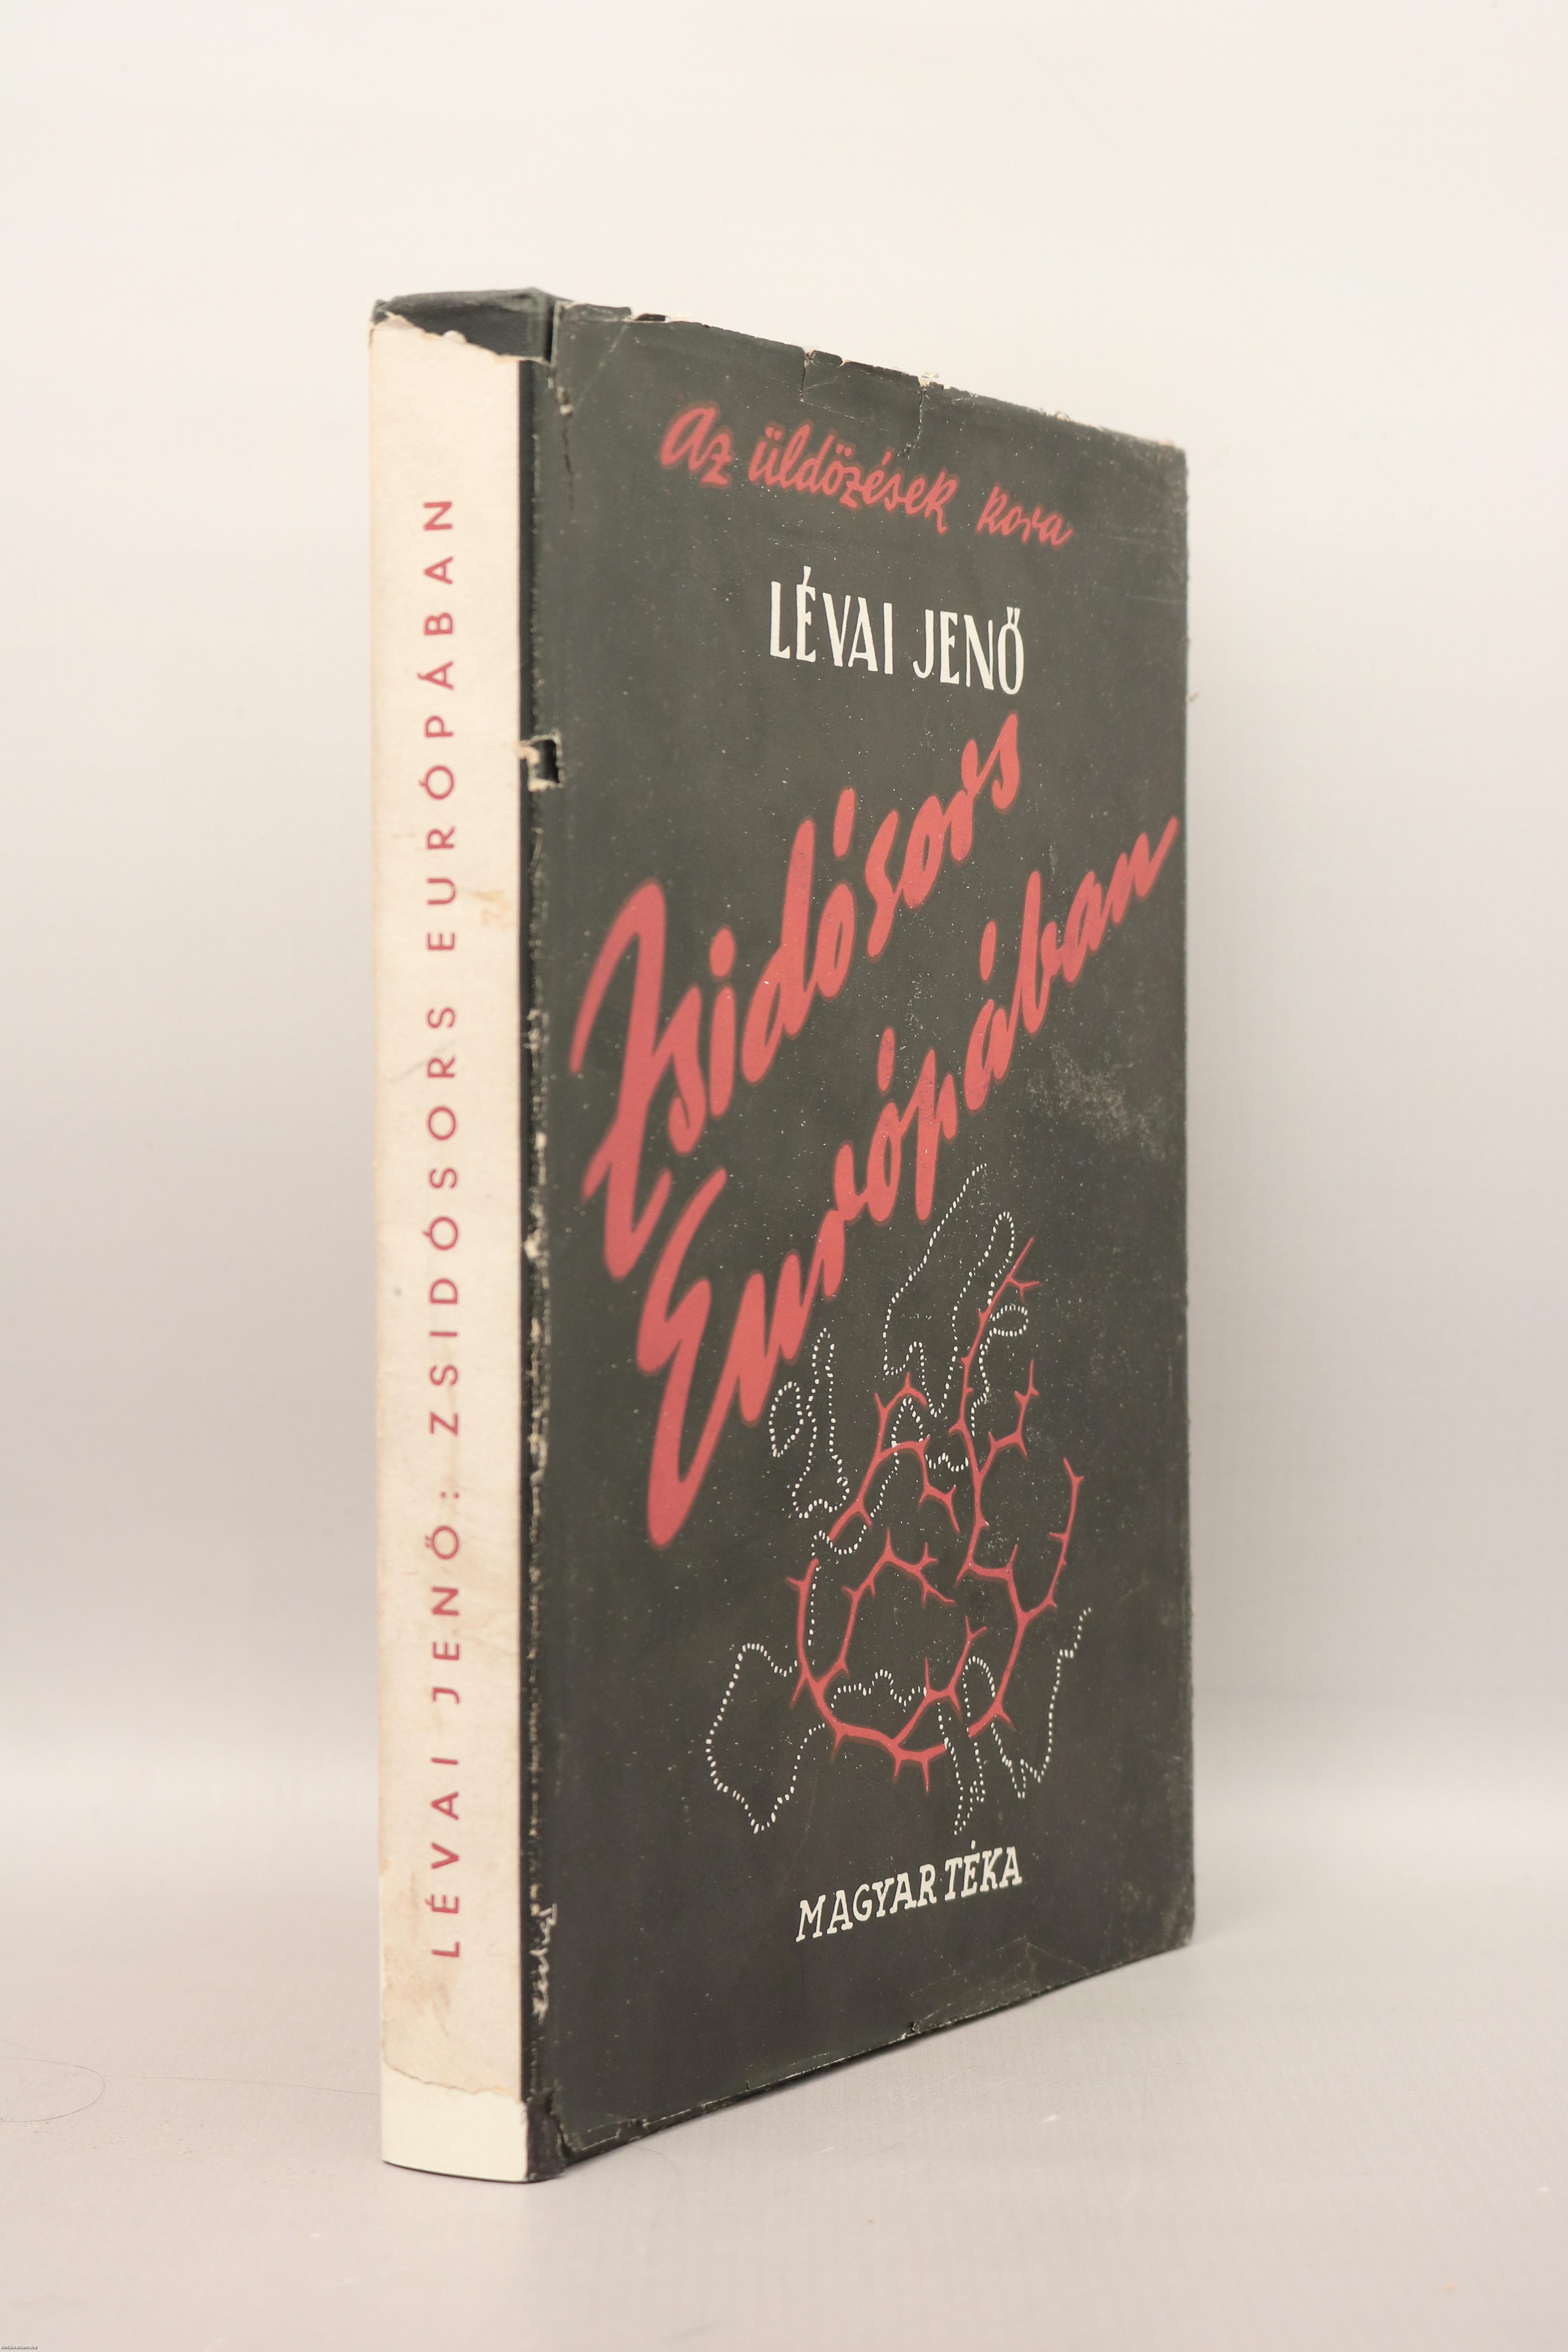 LÉVAI JENŐ: ZSIDÓSORS EURÓPÁBAN
Az üldözések kora
LÉVAI JENŐ
Zsidósors
Európában
MAGYAR TÉKA